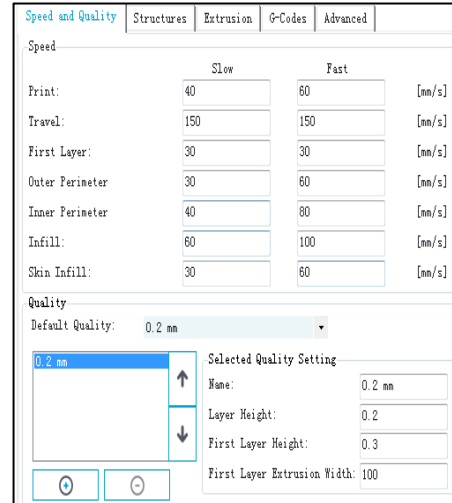 Speed and Quality Structures Extrusion G-Codes Advanced
Speed
Slow Fast
Print: 40 60 [mm/s]
Travel: 150 150 [mm/s]
First Layer: 30 30 [mm/s]
Outer Perimeter 30 60 [mm/s]
Inner Perimeter 40 80 [mm/s]
Infill: 60 100 [mm/s]
Skin Infill: 30 60 [mm/s]
Quality
Default Quality: 0.2 mm
0.2 mm
Selected Quality Setting
Name: 0.2 mm
Layer Height: 0.2
First Layer Height: 0.3
First Layer Extrusion Width: 100